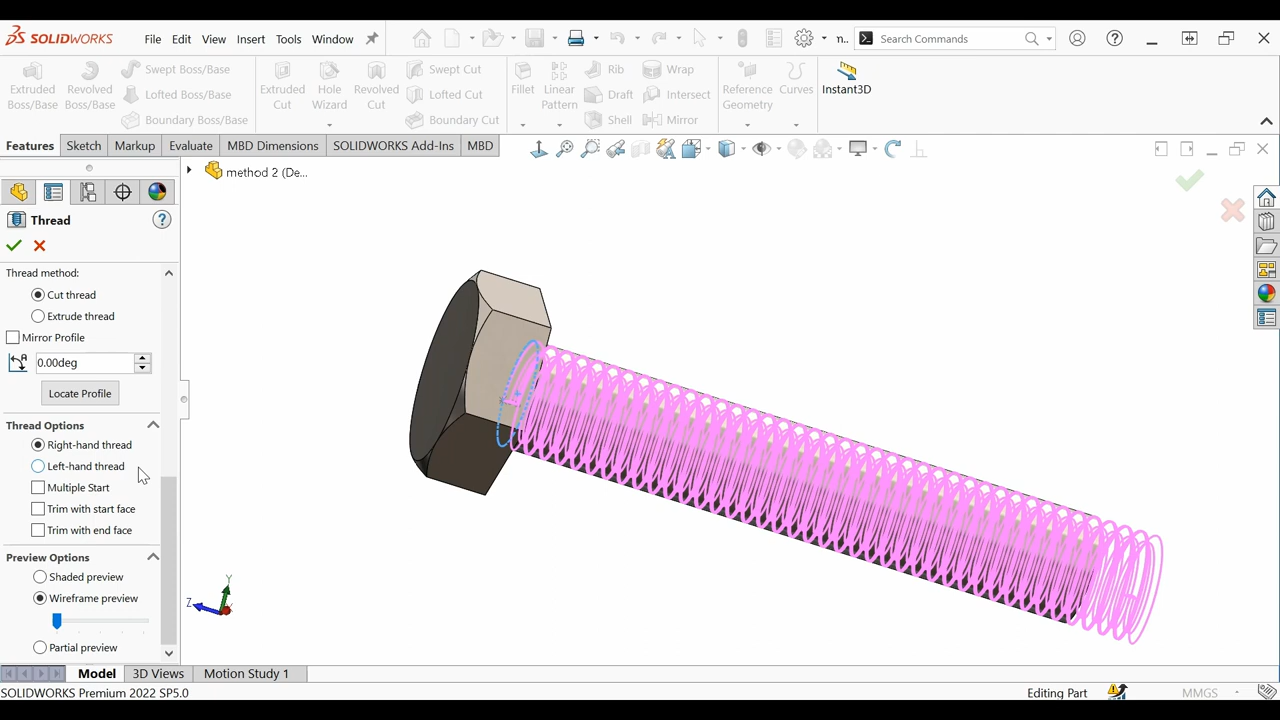 SOLIDWORKS File Edit View Insert Tools Window n.. Search Commands
Extruded Boss/Base
Revolved Boss/Base
Swept Boss/Base
Lofted Boss/Base
Boundary Boss/Base
Extruded Cut
Hole Wizard
Revolved Cut
Swept Cut
Lofted Cut
Boundary Cut
Fillet
Linear Pattern
Rib
Draft
Shell
Wrap
Intersect
Mirror
Reference Geometry
Curves
Instant3D
Features Sketch Markup Evaluate MBD Dimensions SOLIDWORKS Add-Ins MBD
method 2 (De...
Thread
Thread method:
Cut thread
Extrude thread
Mirror Profile
0.00deg
Locate Profile
Thread Options
Right-hand thread
Left-hand thread
Multiple Start
Trim with start face
Trim with end face
Preview Options
Shaded preview
Wireframe preview
Partial preview
Y
Z
Model 3D Views Motion Study 1
SOLIDWORKS Premium 2022 SP5.0 Editing Part MMGS